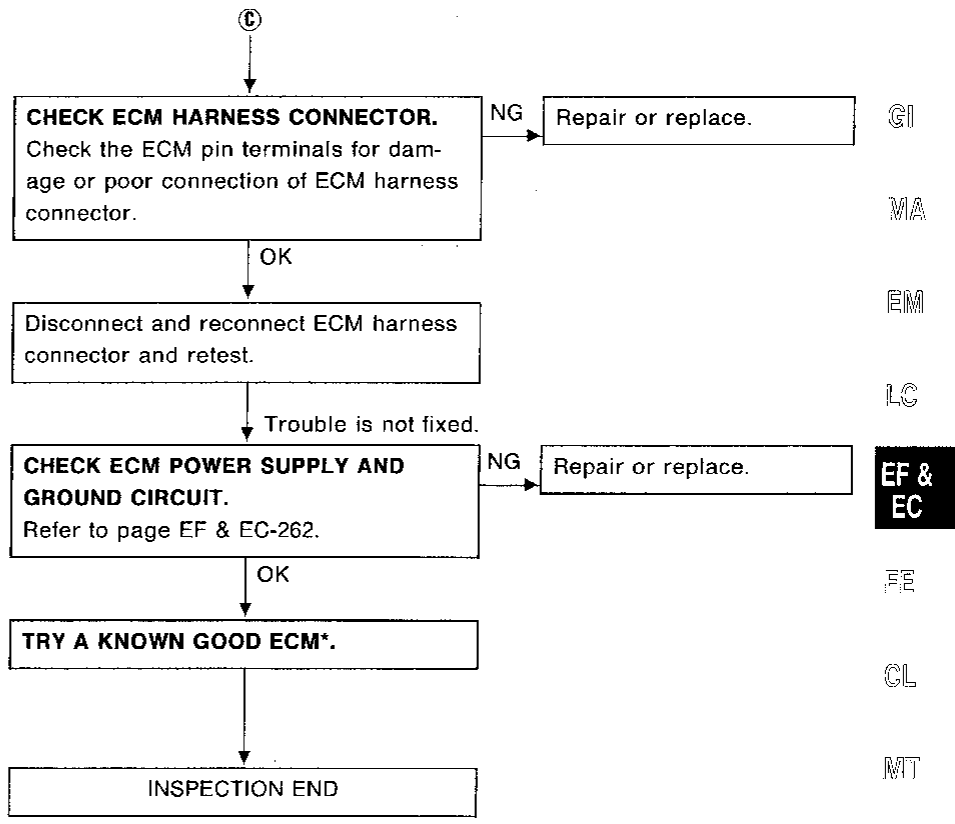 Ⓒ
CHECK ECM HARNESS CONNECTOR.
Check the ECM pin terminals for dam-
age or poor connection of ECM harness
connector.
NG
Repair or replace.
OK
Disconnect and reconnect ECM harness
connector and retest.
Trouble is not fixed.
CHECK ECM POWER SUPPLY AND
GROUND CIRCUIT.
Refer to page EF & EC-262.
NG
Repair or replace.
OK
TRY A KNOWN GOOD ECM*.
INSPECTION END
GI
MA
EM
LC
EF &
EC
FE
CL
MT